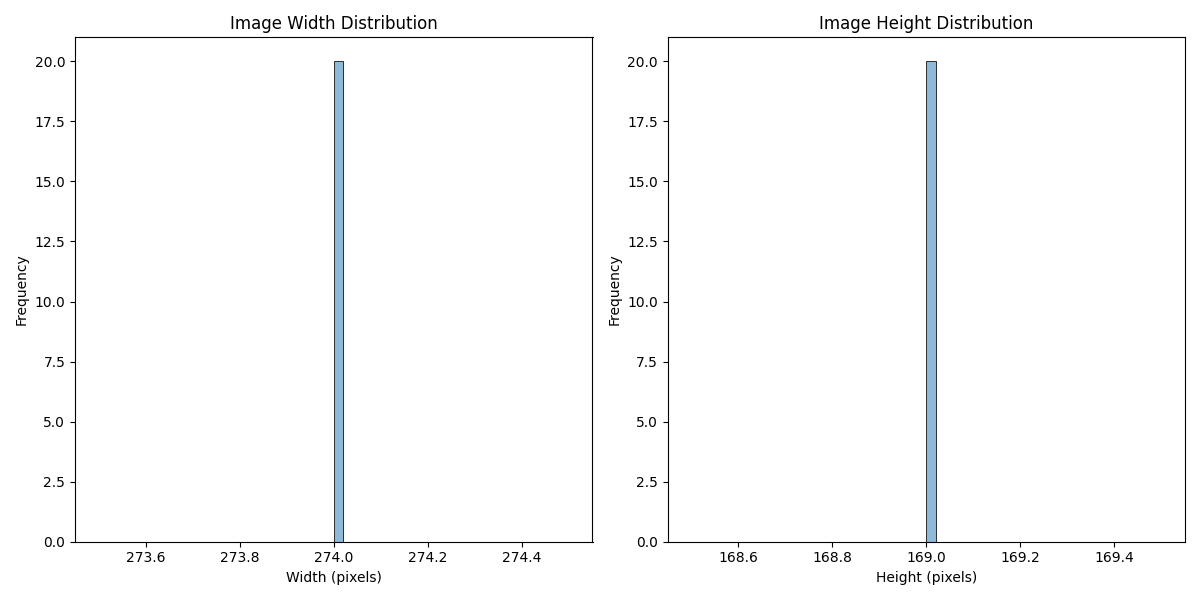 Image Width Distribution
Frequency
20.0
17.5
15.0
12.5
10.0
7.5
5.0
2.5
0.0
273.6 273.8 274.0 274.2 274.4
Width (pixels)
Image Height Distribution
Frequency
20.0
17.5
15.0
12.5
10.0
7.5
5.0
2.5
0.0
168.6 168.8 169.0 169.2 169.4
Height (pixels)